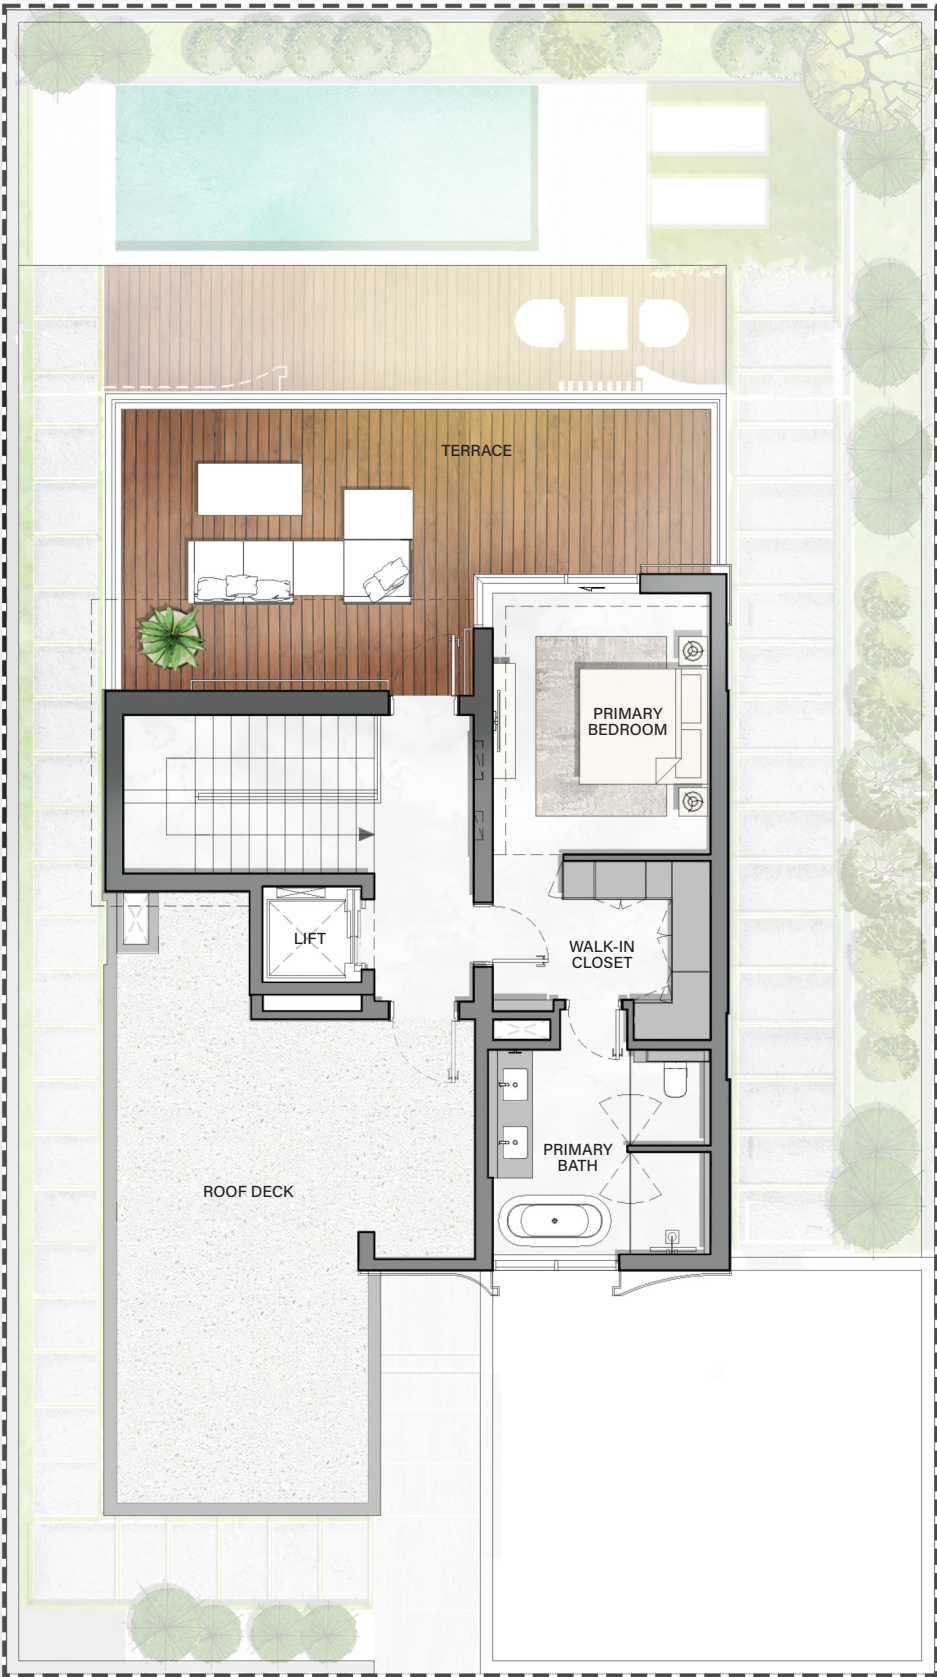 TERRACE
PRIMARY
BEDROOM
LIFT
WALK-IN
CLOSET
PRIMARY
BATH
ROOF DECK